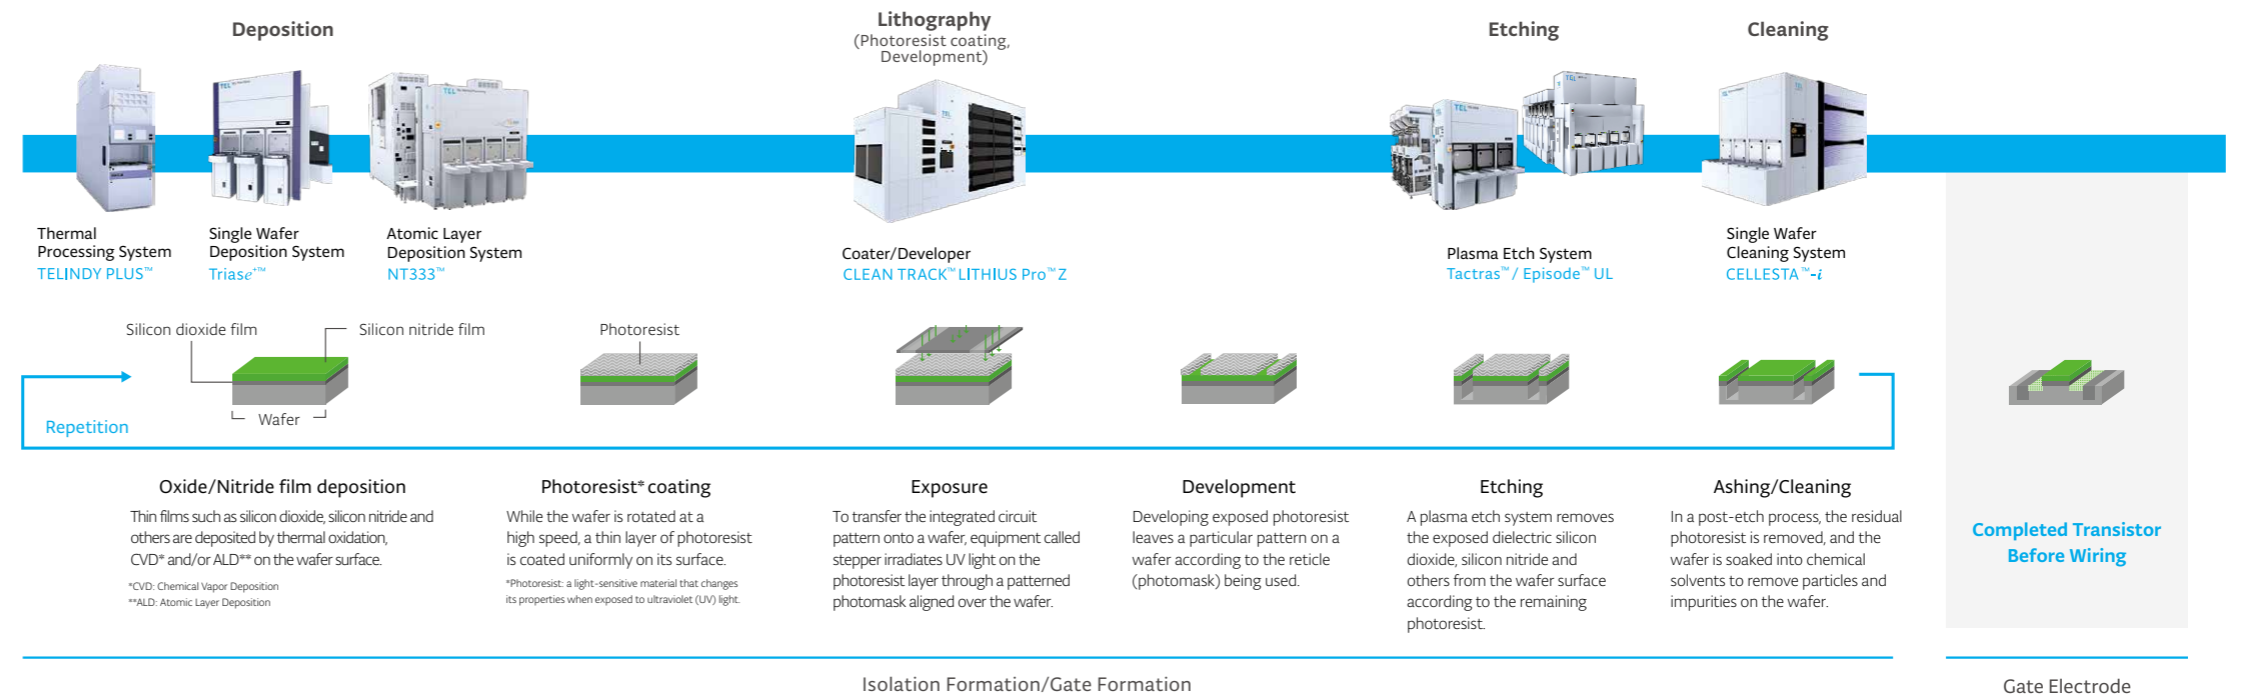 Deposition
Lithography
(Photoresist coating,
Development)
Etching
Cleaning
TEL
TEL
TEL
TEL
Thermal
Processing System
TELINDY PLUS™
Single Wafer
Deposition System
Triase+™
Atomic Layer
Deposition System
NT333™
Coater/Developer
CLEAN TRACK™ LITHIUS Pro™ Z
Plasma Etch System
Tactras™ / Episode™ UL
Single Wafer
Cleaning System
CELLESTA™-i
Silicon dioxide film
Silicon nitride film
Photoresist
Wafer
Repetition
Oxide/Nitride film deposition
Thin films such as silicon dioxide, silicon nitride and
others are deposited by thermal oxidation,
CVD* and/or ALD** on the wafer surface.
*CVD: Chemical Vapor Deposition
**ALD: Atomic Layer Deposition
Photoresist* coating
While the wafer is rotated at a
high speed, a thin layer of photoresist
is coated uniformly on its surface.
*Photoresist: a light-sensitive material that changes
its properties when exposed to ultraviolet (UV) light.
Exposure
To transfer the integrated circuit
pattern onto a wafer, equipment called
stepper irradiates UV light on the
photoresist layer through a patterned
photomask aligned over the wafer.
Development
Developing exposed photoresist
leaves a particular pattern on a
wafer according to the reticle
(photomask) being used.
Etching
A plasma etch system removes
the exposed dielectric silicon
dioxide, silicon nitride and
others from the wafer surface
according to the remaining
photoresist.
Ashing/Cleaning
In a post-etch process, the residual
photoresist is removed, and the
wafer is soaked into chemical
solvents to remove particles and
impurities on the wafer.
Completed Transistor
Before Wiring
Isolation Formation/Gate Formation
Gate Electrode